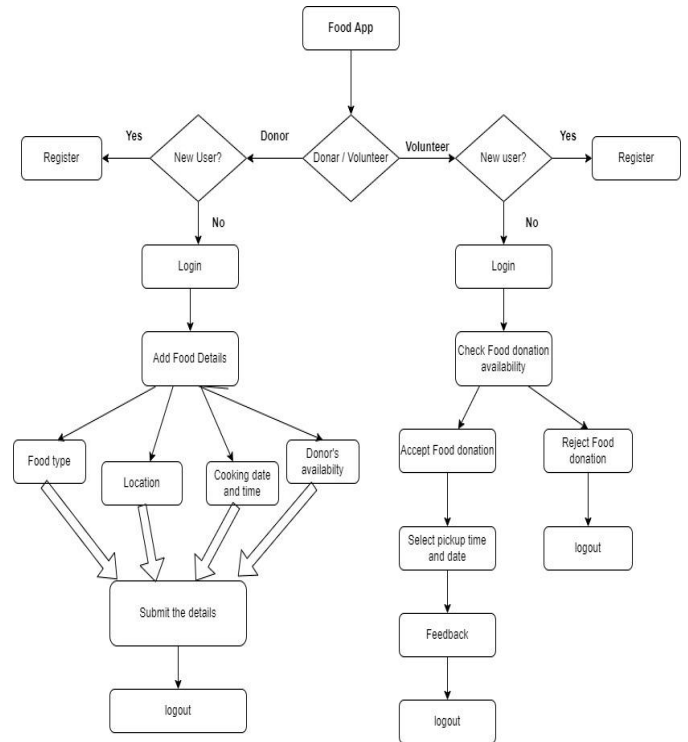 Food App
Yes
Donor
Volunteer
Yes
Register
New User?
Donar / Volunteer
New user?
Register
No
No
Login
Login
Add Food Details
Check Food donation
availability
Food type
Location
Cooking date
and time
Donor's
availabilty
Accept Food donation
Reject Food
donation
Select pickup time
and date
logout
Submit the details
Feedback
logout
logout